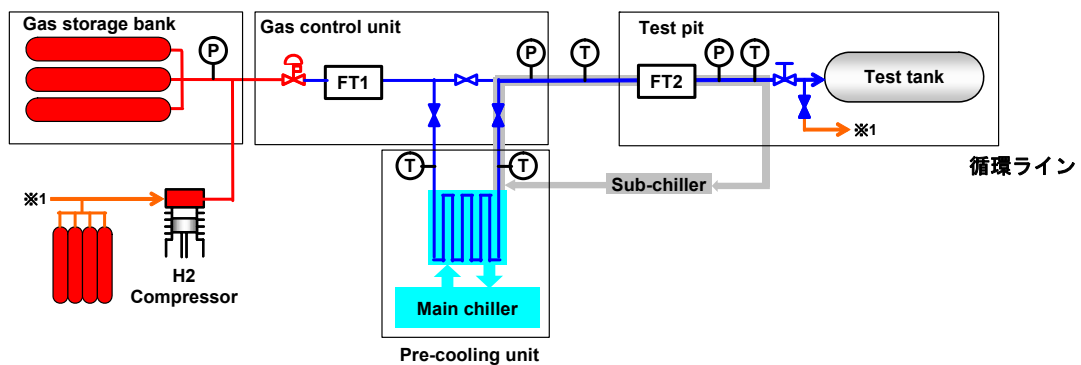 Gas storage bank
Gas control unit
Test pit
P
T
P
T
P
T
FT1
FT2
Test tank
※1
循環ライン
T
T
Sub-chiller
※1
H2
Compressor
Main chiller
Pre-cooling unit